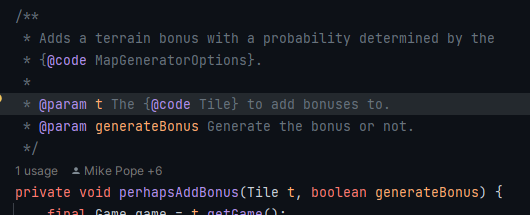 /**
 * Adds a terrain bonus with a probability determined by the
 * {@code MapGeneratorOptions}.
 *
 * @param t The {@code Tile} to add bonuses to.
 * @param generateBonus Generate the bonus or not.
 */
1 usage Mike Pope +6
private void perhapsAddBonus(Tile t, boolean generateBonus) {
final Game game = t.getGame();